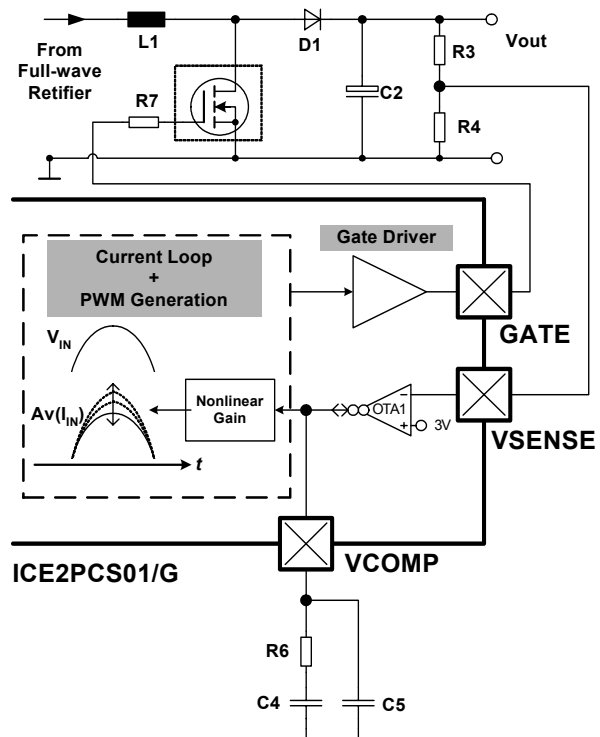 L1
D1
From
Full-wave
Retifier
R3
Vout
C2
R7
R4
Current Loop
+
PWM Generation
Gate Driver
GATE
VIN
Av(IIN)
Nonlinear
Gain
OTA1
−
+
3V
VSENSE
t
VCOMP
ICE2PCS01/G
R6
C4
C5